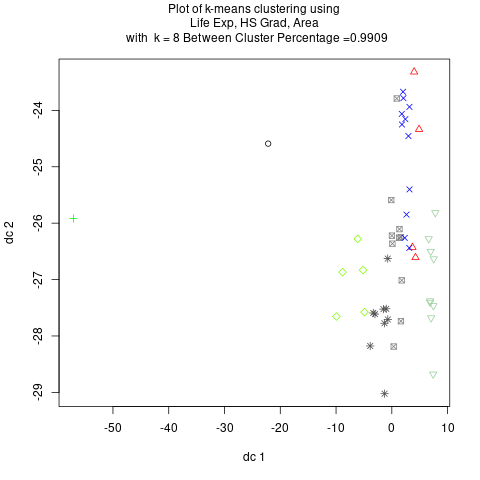 Plot of k-means clustering using
Life Exp, HS Grad, Area
with  k = 8 Between Cluster Percentage =0.9909
-24
-25
-26
-27
-28
-29
dc 2
-50
-40
-30
-20
-10
0
10
dc 1